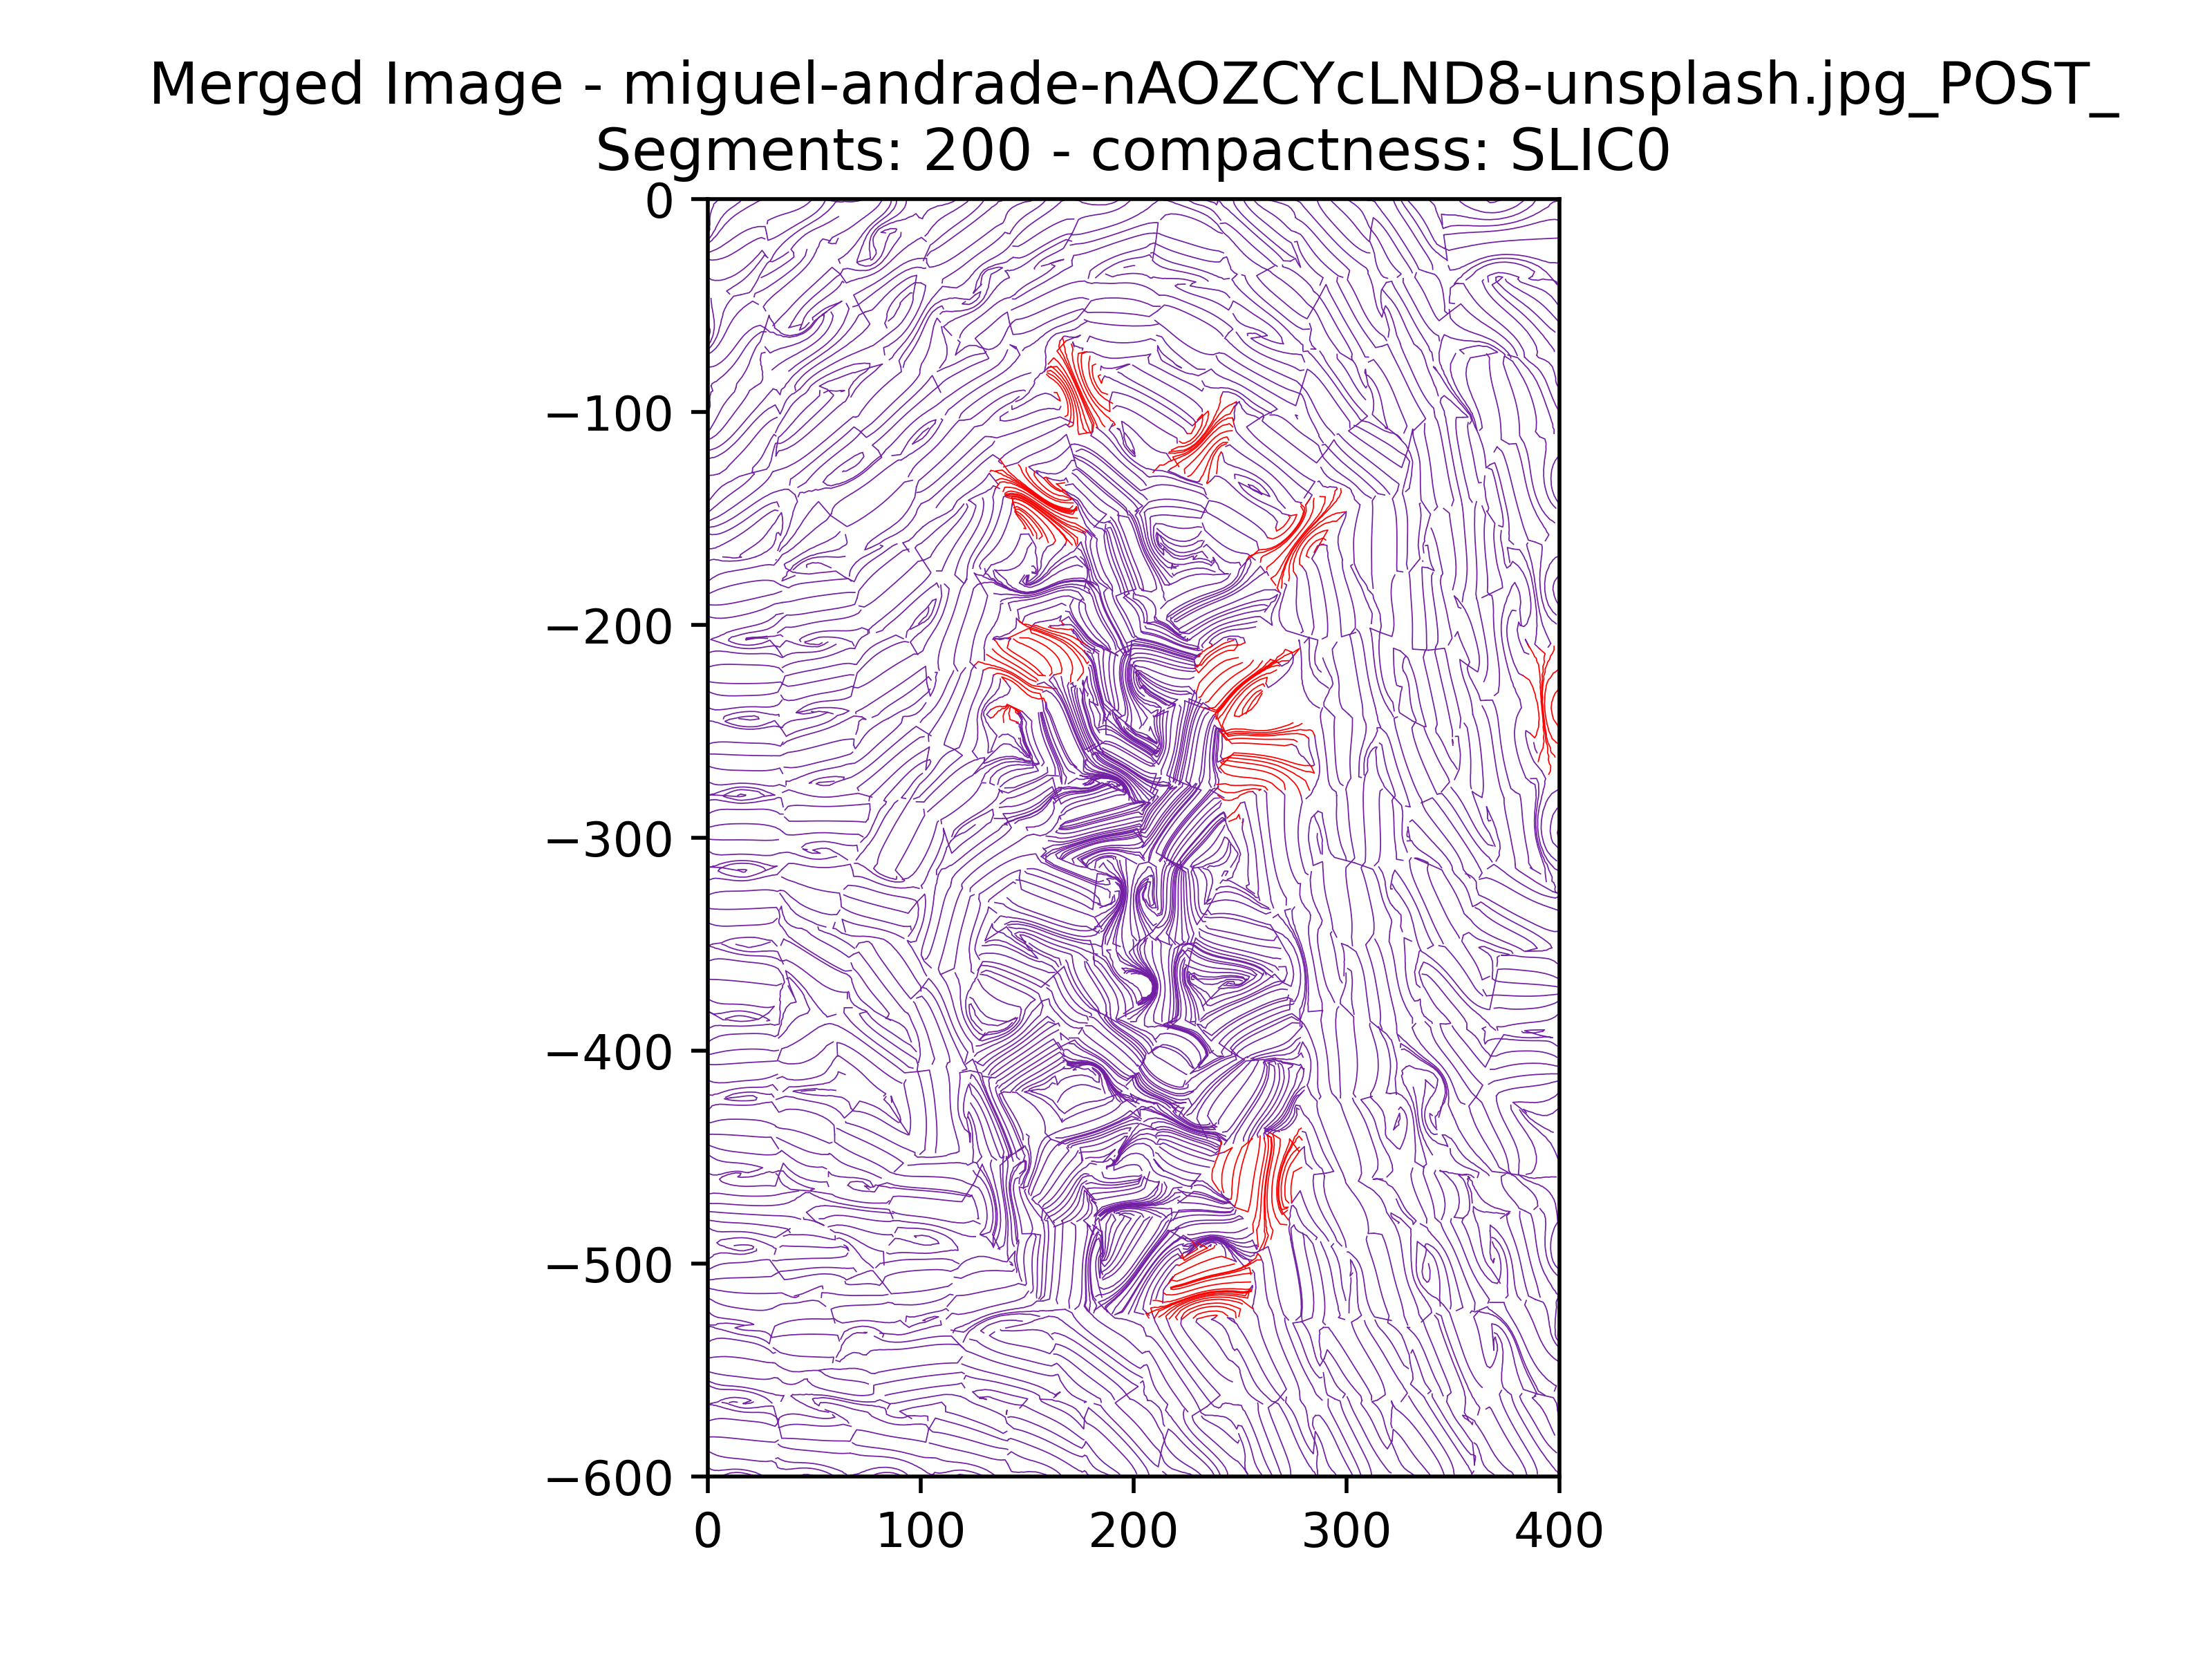 Merged Image - miguel-andrade-nAOZCYcLND8-unsplash.jpg_POST_
Segments: 200 - compactness: SLIC0
0
−100
−200
−300
−400
−500
−600
0 100 200 300 400